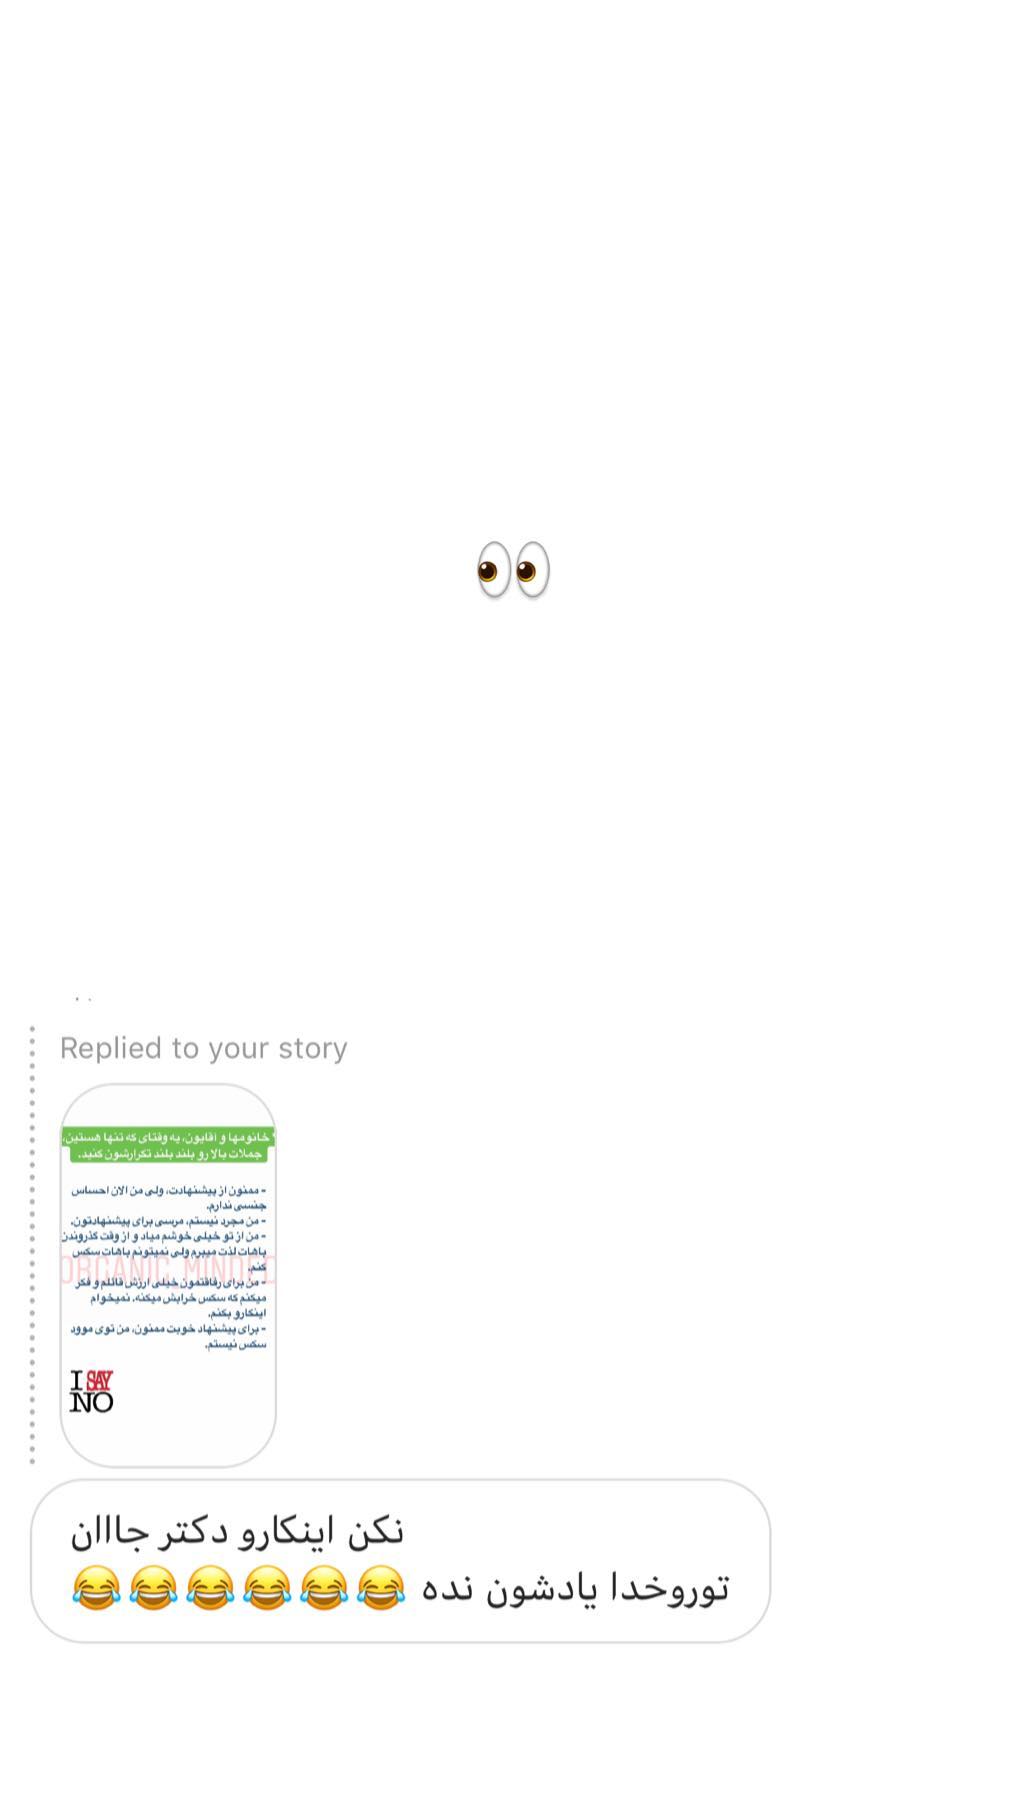 👀
Replied to your story
خانومها و آقایون، یه وقتای که تنها هستین،
جملات بالا رو بلند بلند تکرارشون کنید.
- ممنون از پیشنهادت، ولی من الان احساس
جنسی ندارم.
- من مجرد نیستم، مرسی برای پیشنهادتون.
- من از تو خیلی خوشم میاد و از وقت گذروندن
باهات لذت میبرم ولی نمیتونم باهات سکس
کنم.
ORGANIC_MINDED
- من برای رفاقتمون خیلی ارزش قائلم و فکر
میکنم که سکس خرابش میکنه. نمیخوام
اینکارو بکنم.
- برای پیشنهاد خوبت ممنون، من توی موود
سکس نیستم.
I SAY
NO
نکن اینکارو دکتر جااان
توروخدا یادشون نده 😂😂😂😂😂😂